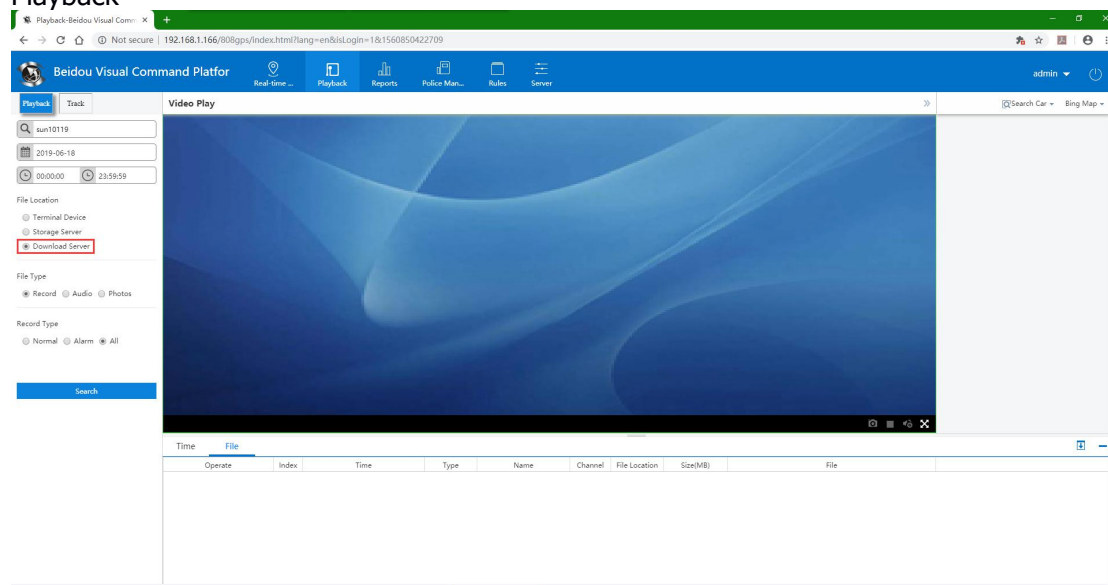 Playback
Playback-Beidou Visual Comm
Not secure | 192.168.1.166/808gps/index.html?lang=en&isLogin=1&1560850422709
Beidou Visual Command Platfor
Real-time ... Playback Reports Police Man... Rules Server
admin
Playback Track
Video Play
Search Car Bing Map
sun10119
2019-06-18
00:00:00 23:59:59
File Location
Terminal Device
Storage Server
Download Server
File Type
Record Audio Photos
Record Type
Normal Alarm All
Search
Time File
Operate Index Time Type Name Channel File Location Size(MB) File